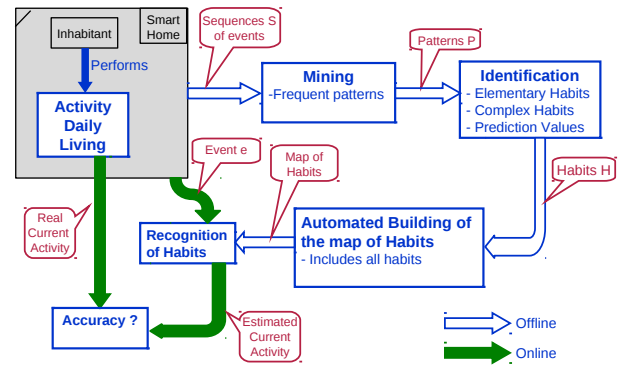 Inhabitant
Smart
Home
Performs
Activity
Daily
Living
Sequences S
of events
Mining
-Frequent patterns
Patterns P
Identification
- Elementary Habits
- Complex Habits
- Prediction Values
Habits H
Event e
Map of
Habits
Automated Building of
the map of Habits
- Includes all habits
Recognition
of Habits
Real
Current
Activity
Accuracy ?
Estimated
Current
Activity
Offline
Online